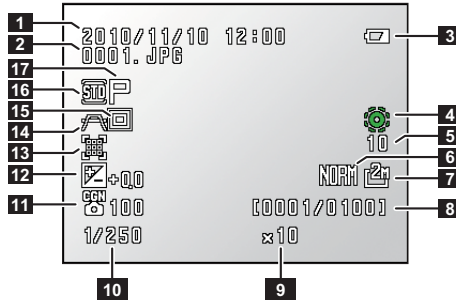 1 2010/11/10 12:00 3
2 0001.JPG
17 P
16 STD
15
14 4
10 5
13 6
NORM 2M 7
12 +0.0
11 CGN 100 [0001/0100] 8
1/250 ×10
10 9